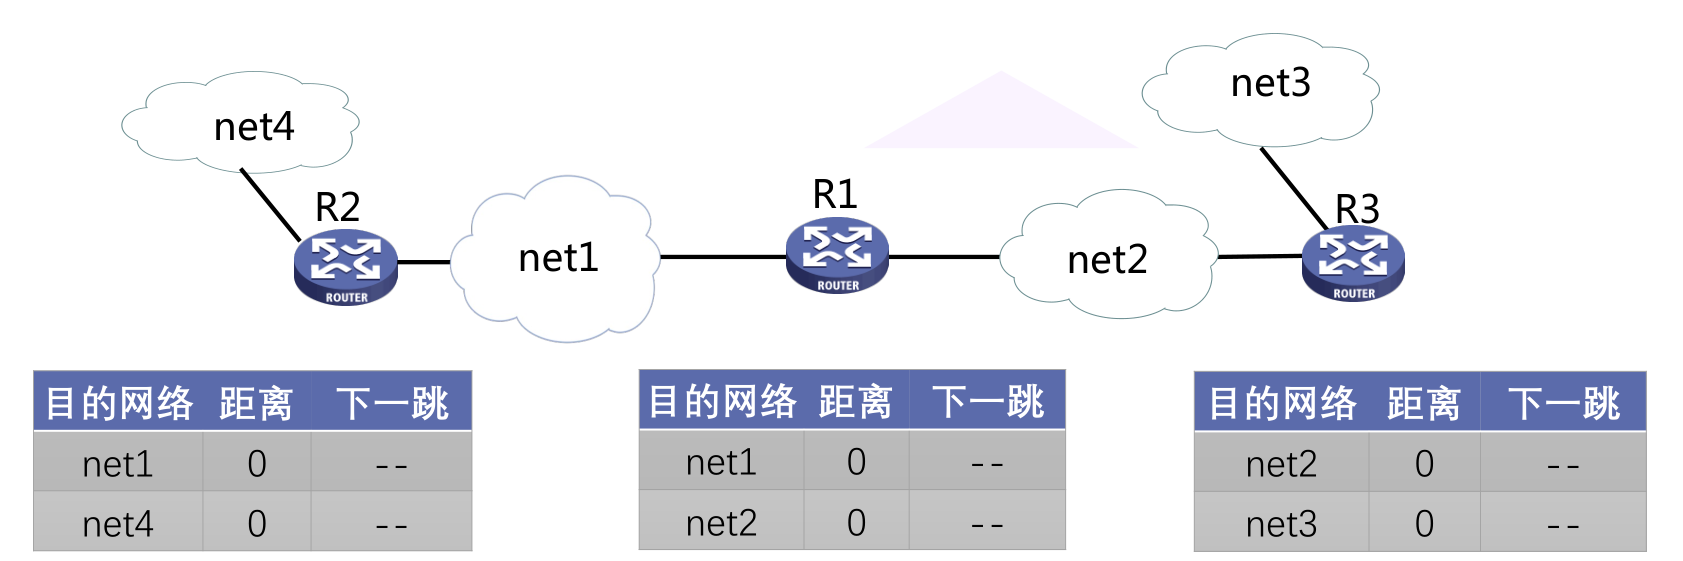 net3
net4
R2
R1
R3
net1
net2
ROUTER
ROUTER
ROUTER
目的网络 距离 下一跳
net1 0 --
net4 0 --
目的网络 距离 下一跳
net1 0 --
net2 0 --
目的网络 距离 下一跳
net2 0 --
net3 0 --